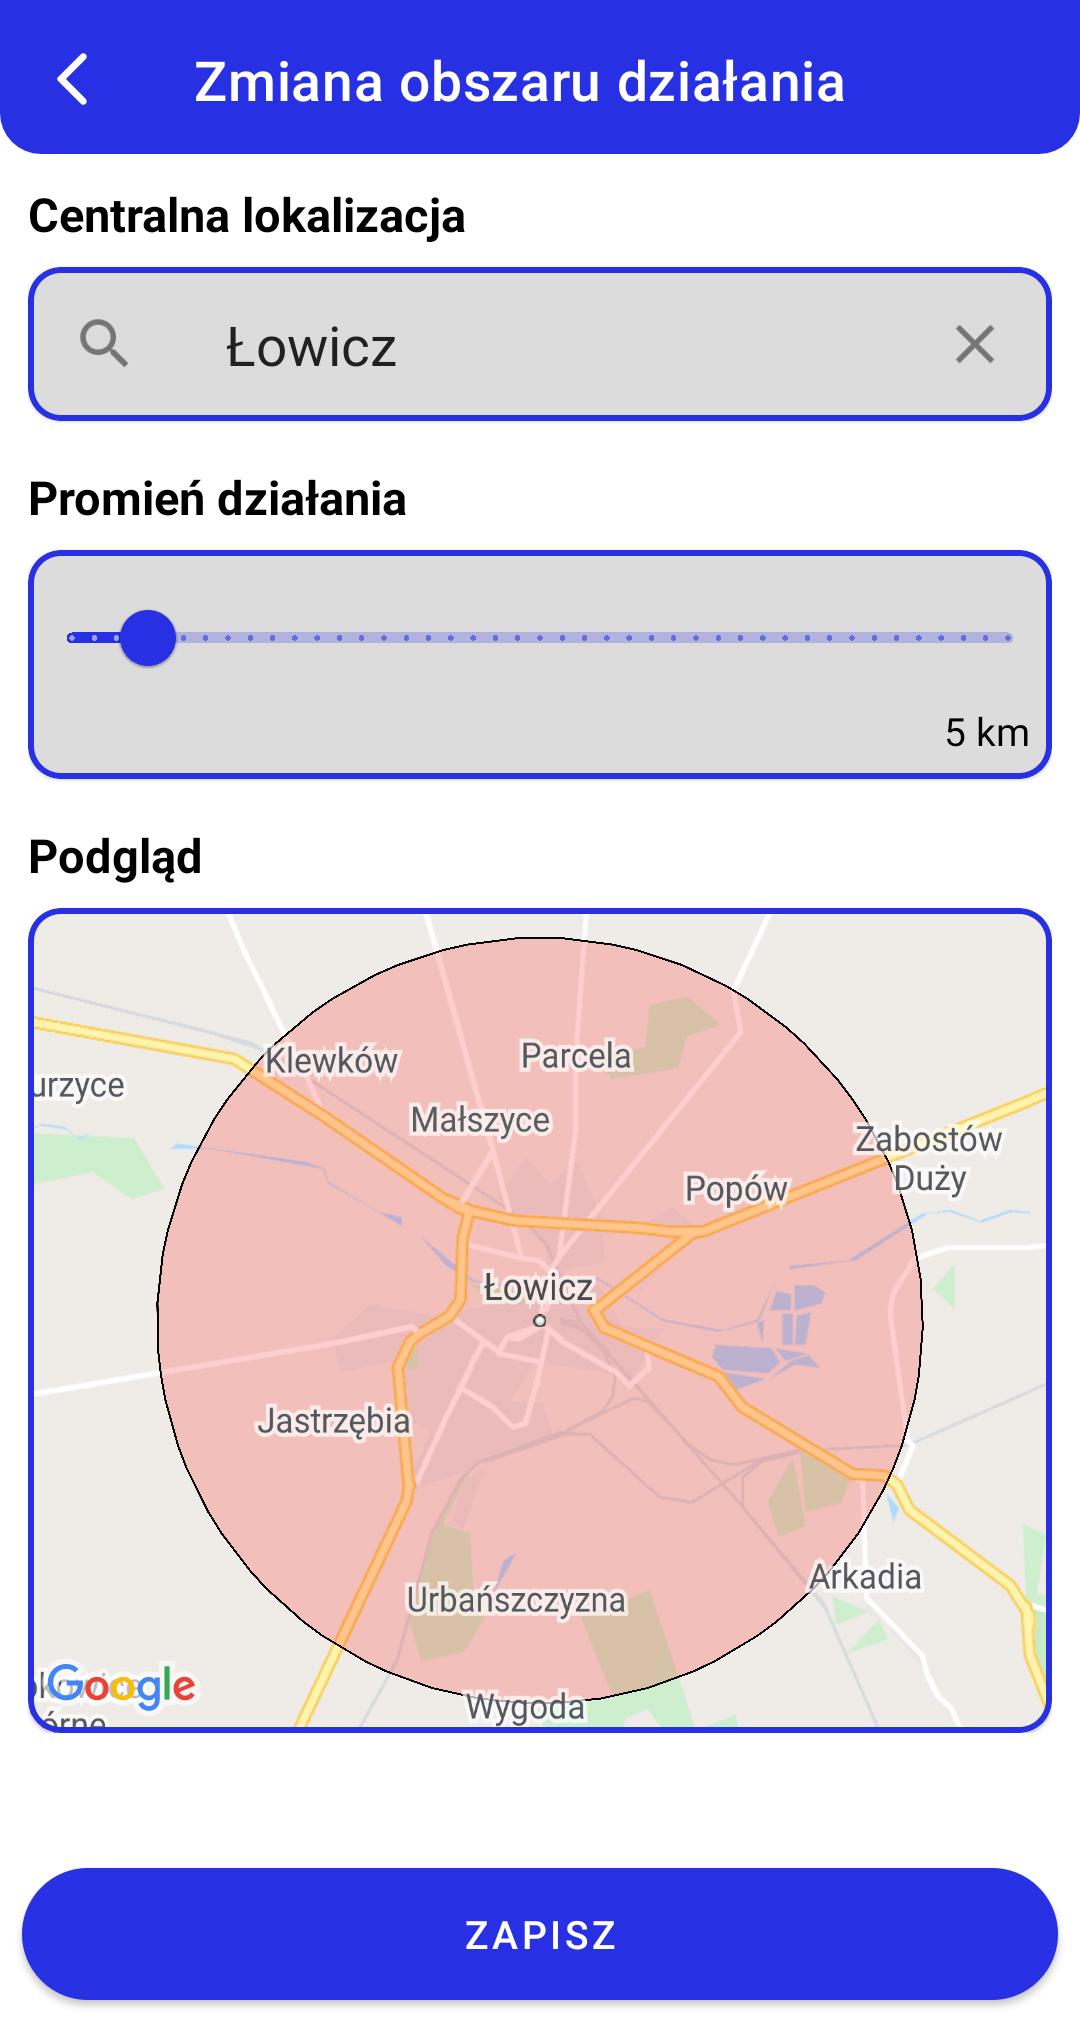 Zmiana obszaru działania
Centralna lokalizacja
Łowicz
Promień działania
5 km
Podgląd
Klewków
Parcela
urzyce
Małszyce
Zabostów
Duży
Popów
Łowicz
Jastrzębia
Arkadia
Urbańszczyzna
Google
Wygoda
órne
ZAPISZ